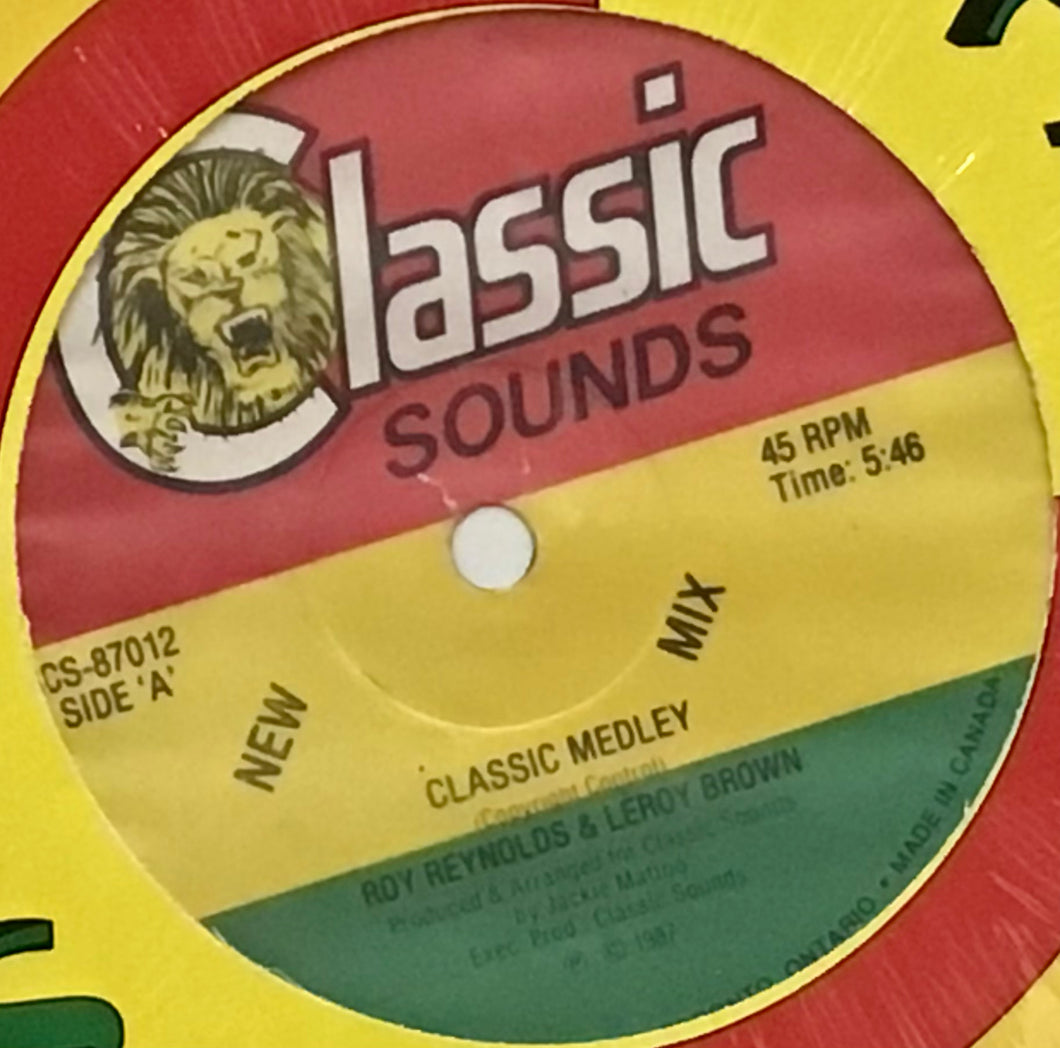 Classic
SOUNDS
45 RPM
Time: 5:46
CS-87012
SIDE 'A'
NEW MIX
CLASSIC MEDLEY
(Copyright Control)
ROY REYNOLDS & LEROY BROWN
Produced & Arranged for Classic Sounds
by Jackie
Exec. Prod. Classic Sounds
℗ © 1987
ONTARIO • MADE IN CANADA